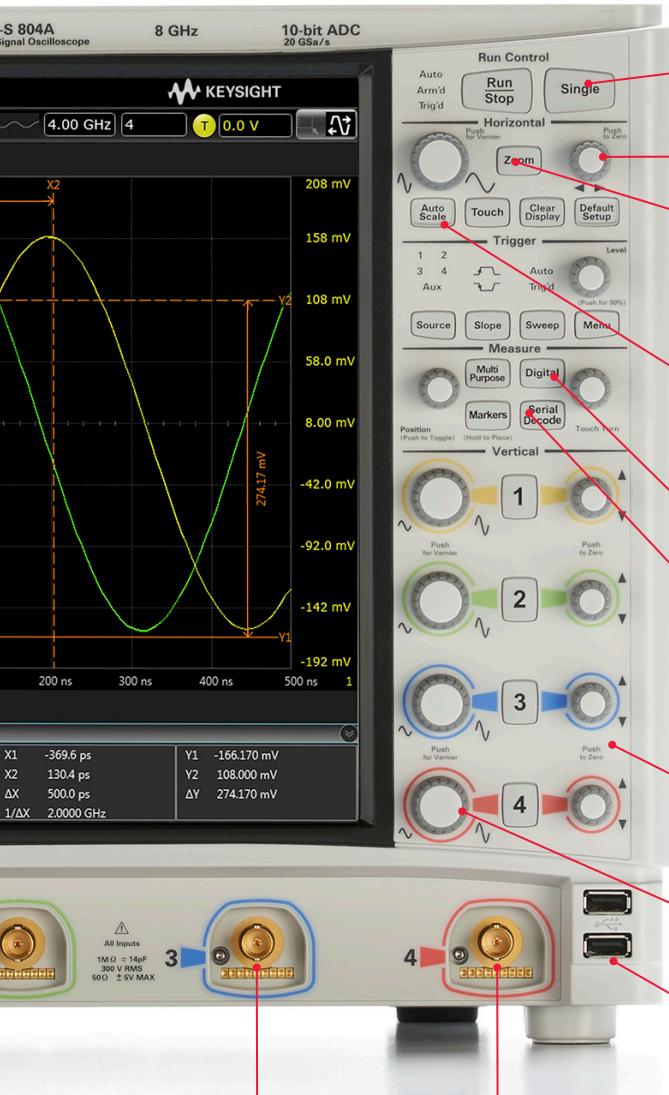 -S 804A
Signal Oscilloscope
8 GHz
10-bit ADC
20 GSa/s
KEYSIGHT
4.00 GHz
4
T
0.0 V
X2
208 mV
158 mV
108 mV
58.0 mV
8.00 mV
-42.0 mV
-92.0 mV
-142 mV
-192 mV
Y2
274.17 mV
Y1
200 ns
300 ns
400 ns
500 ns
1
X1 -369.6 ps
X2 130.4 ps
ΔX 500.0 ps
1/ΔX 2.0000 GHz
Y1 -166.170 mV
Y2 108.000 mV
ΔY 274.170 mV
Run Control
Auto
Arm'd
Trig'd
Run
Stop
Single
Horizontal
Push
for Vernier
Zoom
Push
to Zero
Auto
Scale
Touch
Clear
Display
Default
Setup
Trigger
1 2
3 4
Aux
Auto
Trig'd
Level
(Push for 50%)
Source
Slope
Sweep
Menu
Measure
Multi
Purpose
Digital
Markers
Serial
Decode
Position
(Push to Toggle)
(Hold to Place)
Touch Turn
Vertical
1
Push
for Vernier
Push
to Zero
2
3
Push
for Vernier
Push
to Zero
4
All Inputs
1MΩ = 14pF
300 V RMS
50Ω ±5V MAX
3
4